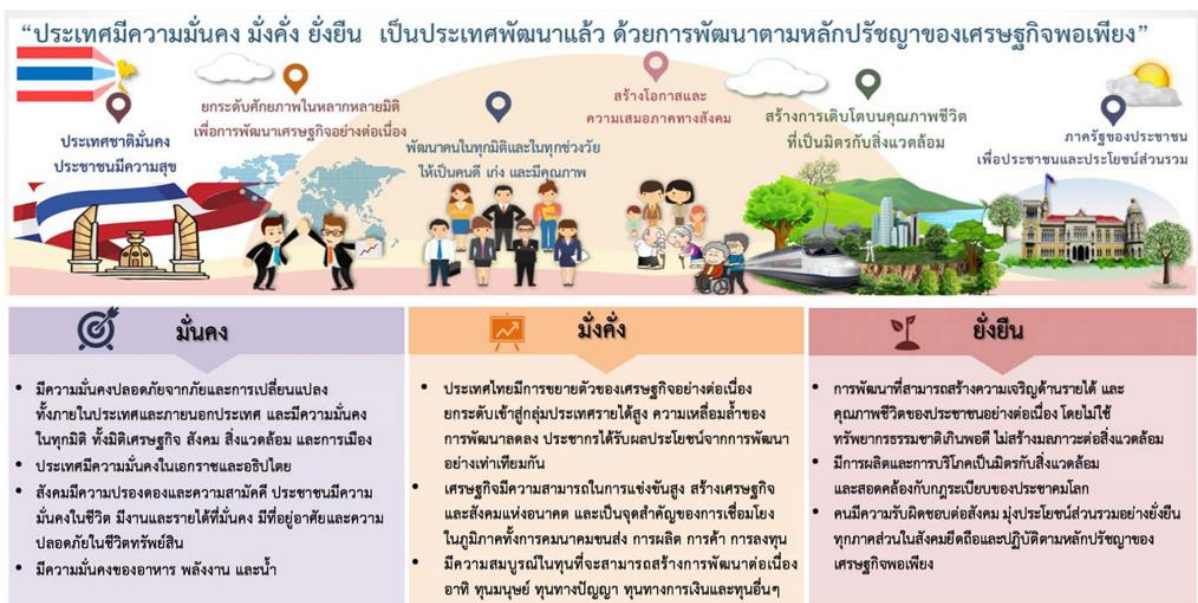 “ประเทศมีความมั่นคง มั่งคั่ง ยั่งยืน เป็นประเทศพัฒนาแล้ว ด้วยการพัฒนาตามหลักปรัชญาของเศรษฐกิจพอเพียง”
ประเทศชาติมั่นคง
ประชาชนมีความสุข
ยกระดับศักยภาพในหลากหลายมิติ
เพื่อการพัฒนาเศรษฐกิจอย่างต่อเนื่อง
พัฒนาคนในทุกมิติและในทุกช่วงวัย
ให้เป็นคนดี เก่ง และมีคุณภาพ
สร้างโอกาสและ
ความเสมอภาคทางสังคม
สร้างการเติบโตบนคุณภาพชีวิต
ที่เป็นมิตรกับสิ่งแวดล้อม
ภาครัฐของประชาชน
เพื่อประชาชนและประโยชน์ส่วนรวม
มั่นคง
• มีความมั่นคงปลอดภัยจากภัยและการเปลี่ยนแปลง
ทั้งภายในประเทศและภายนอกประเทศ และมีความมั่นคง
ในทุกมิติ ทั้งมิติเศรษฐกิจ สังคม สิ่งแวดล้อม และการเมือง
• ประเทศมีความมั่นคงในเอกราชและอธิปไตย
• สังคมมีความปรองดองและความสามัคคี ประชาชนมีความ
มั่นคงในชีวิต มีงานและรายได้ที่มั่นคง มีที่อยู่อาศัยและความ
ปลอดภัยในชีวิตทรัพย์สิน
• มีความมั่นคงของอาหาร พลังงาน และน้ำ
มั่งคั่ง
• ประเทศไทยมีการขยายตัวของเศรษฐกิจอย่างต่อเนื่อง
ยกระดับเข้าสู่กลุ่มประเทศรายได้สูง ความเหลื่อมล้ำของ
การพัฒนาลดลง ประชากรได้รับผลประโยชน์จากการพัฒนา
อย่างเท่าเทียมกัน
• เศรษฐกิจมีความสามารถในการแข่งขันสูง สร้างเศรษฐกิจ
และสังคมแห่งอนาคต และเป็นจุดสำคัญของการเชื่อมโยง
ในภูมิภาคทั้งการคมนาคมขนส่ง การผลิต การค้า การลงทุน
• มีความสมบูรณ์ในทุนที่จะสามารถสร้างการพัฒนาต่อเนื่อง
อาทิ ทุนมนุษย์ ทุนทางปัญญา ทุนทางการเงินและทุนอื่นๆ
ยั่งยืน
• การพัฒนาที่สามารถสร้างความเจริญด้านรายได้ และ
คุณภาพชีวิตของประชาชนอย่างต่อเนื่อง โดยไม่ใช้
ทรัพยากรธรรมชาติเกินพอดี ไม่สร้างมลภาวะต่อสิ่งแวดล้อม
• มีการผลิตและการบริโภคเป็นมิตรกับสิ่งแวดล้อม
และสอดคล้องกับกฎระเบียบของประชาคมโลก
• คนมีความรับผิดชอบต่อสังคม มุ่งประโยชน์ส่วนรวมอย่างยั่งยืน
ทุกภาคส่วนในสังคมยึดถือและปฏิบัติตามหลักปรัชญาของ
เศรษฐกิจพอเพียง